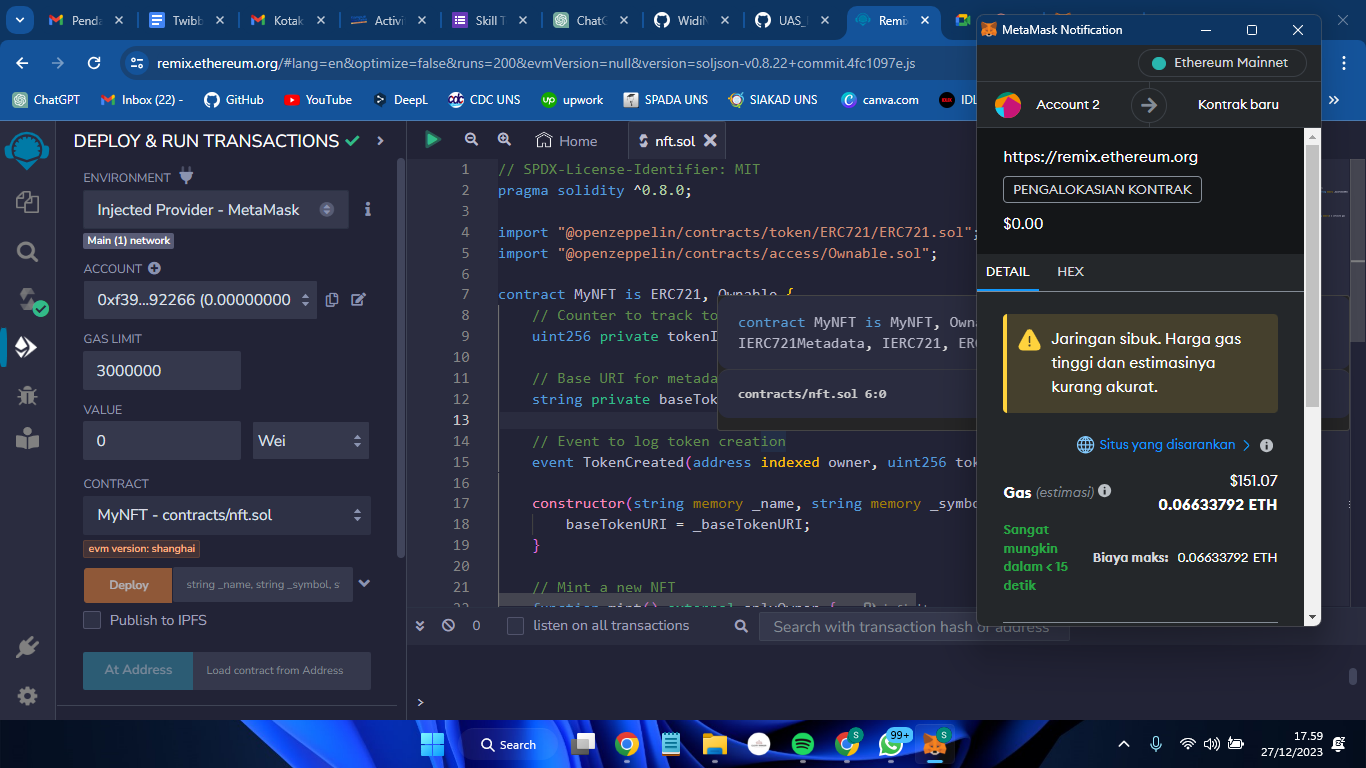 Penda
Twibb
Kotak
Activi
Skill T
ChatG
WidiN
UAS_
Remix
MetaMask Notification
remix.ethereum.org/#lang=en&optimize=false&runs=200&evmVersion=null&version=soljson-v0.8.22+commit.4fc1097e.js
Ethereum Mainnet
ChatGPT
Inbox (22) -
GitHub
YouTube
DeepL
CDC UNS
upwork
SPADA UNS
SIAKAD UNS
canva.com
IDL
Account 2
Kontrak baru
DEPLOY & RUN TRANSACTIONS
Home
nft.sol
https://remix.ethereum.org
PENGALOKASIAN KONTRAK
$0.00
DETAIL
HEX
Jaringan sibuk. Harga gas
tinggi dan estimasinya
kurang akurat.
Situs yang disarankan
Gas (estimasi)
$151.07
0.06633792 ETH
Sangat
mungkin
dalam < 15
detik
Biaya maks: 0.06633792 ETH
ENVIRONMENT
Injected Provider - MetaMask
Main (1) network
ACCOUNT
0xf39...92266 (0.00000000
GAS LIMIT
3000000
VALUE
0
Wei
CONTRACT
MyNFT - contracts/nft.sol
evm version: shanghai
Deploy
string _name, string _symbol, s
Publish to IPFS
At Address
Load contract from Address
1 // SPDX-License-Identifier: MIT
2 pragma solidity ^0.8.0;
3
4 import "@openzeppelin/contracts/token/ERC721/ERC721.sol";
5 import "@openzeppelin/contracts/access/Ownable.sol";
6
7 contract MyNFT is ERC721, Ownable {
8 // Counter to track to
9 uint256 private tokenI
10
11 // Base URI for metada
12 string private baseTok
13
14 // Event to log token creation
15 event TokenCreated(address indexed owner, uint256 tok
16
17 constructor(string memory _name, string memory _symbo
18 baseTokenURI = _baseTokenURI;
19 }
20
21 // Mint a new NFT
22 function mint() external onlyOwner {
contract MyNFT is MyNFT, Own
IERC721Metadata, IERC721, ER
contracts/nft.sol 6:0
0
listen on all transactions
Search with transaction hash or address
>
Search
99+
17.59
27/12/2023